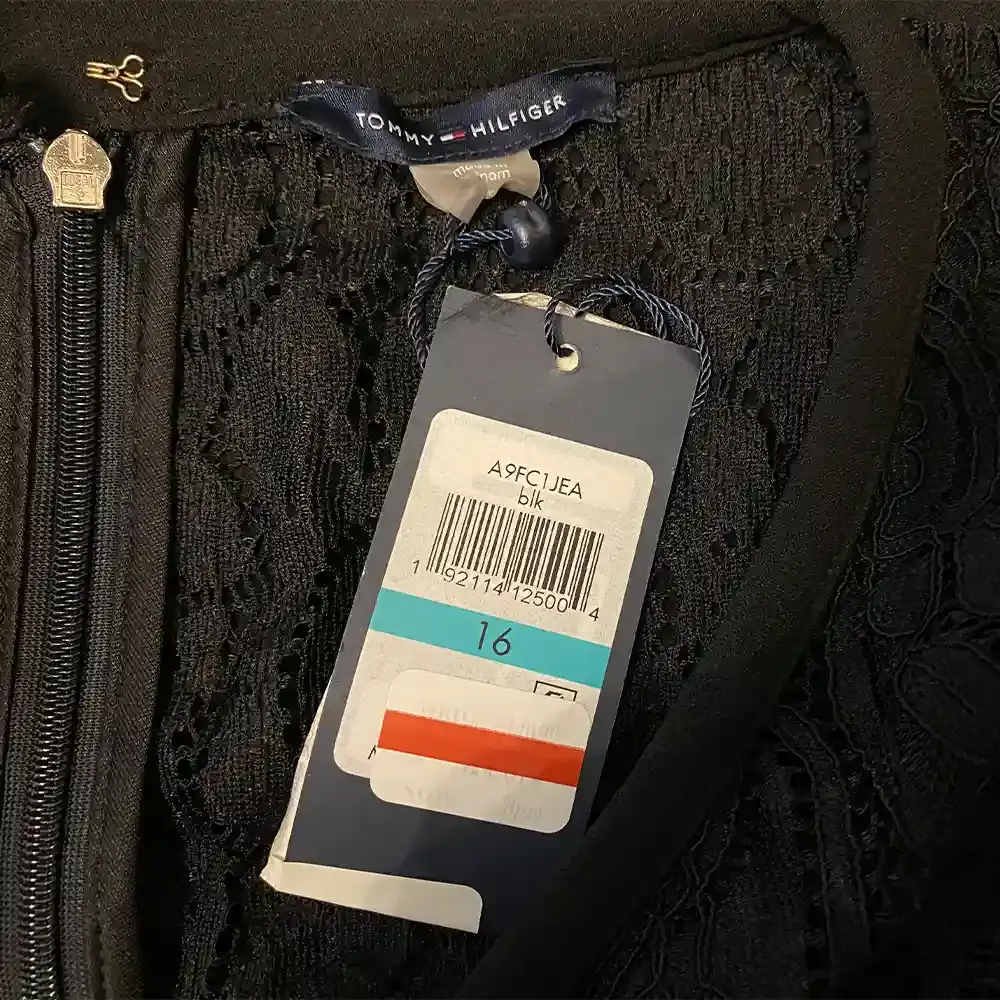 TOMMY HILFIGER
A9FC1JEA
blk
1 92114 12500 4
16